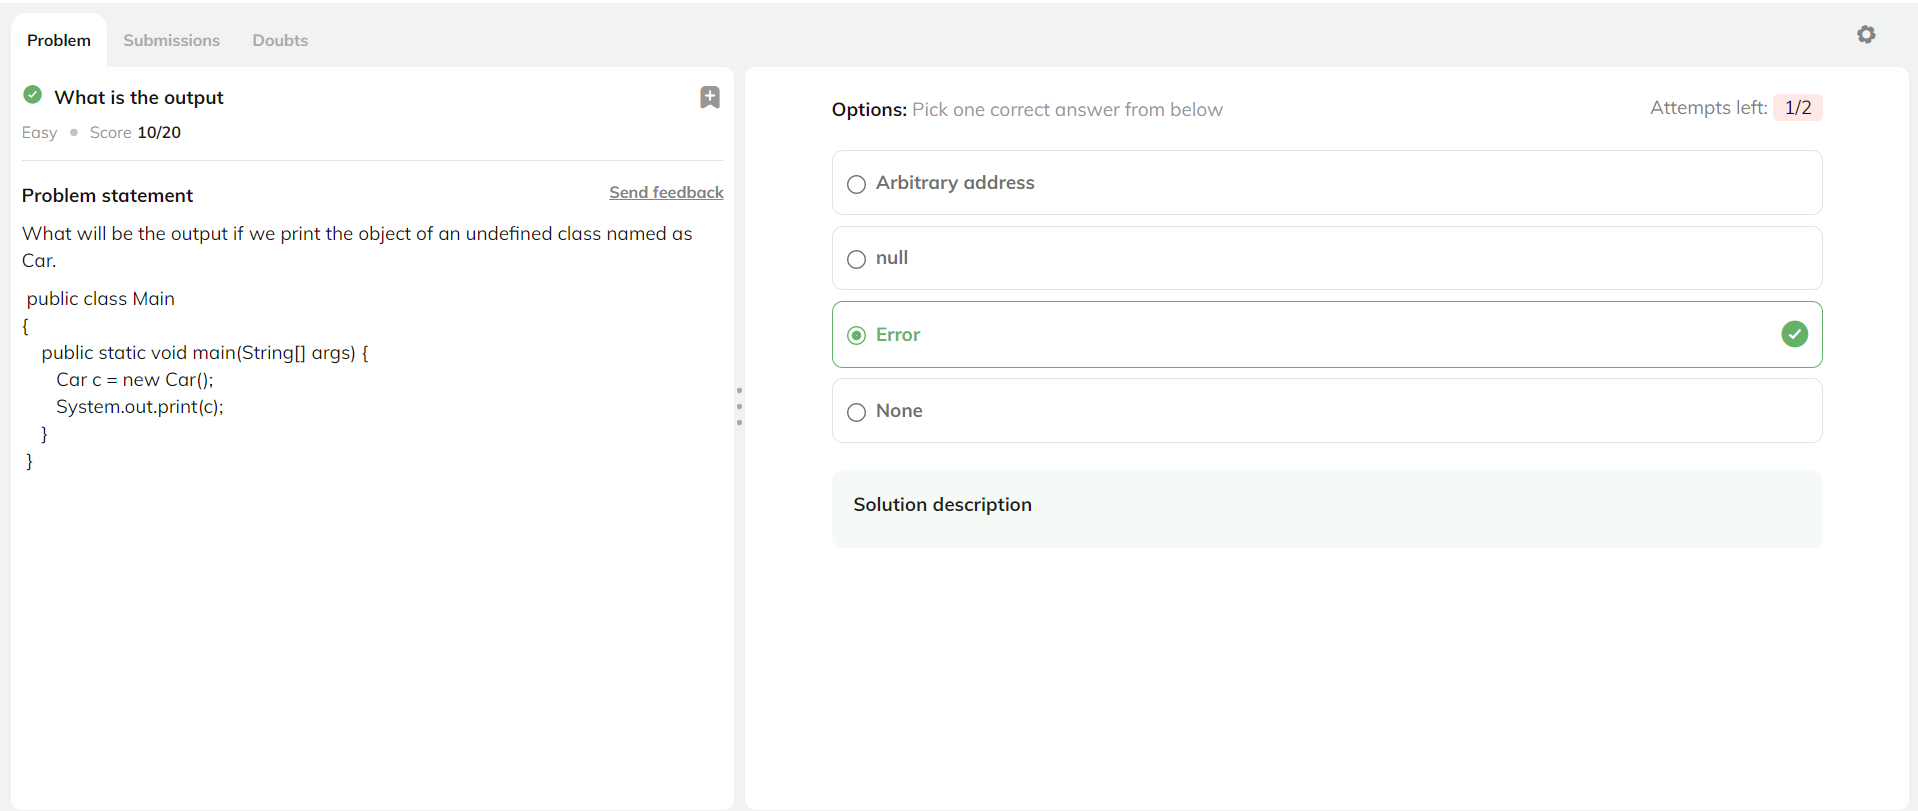 Problem
Submissions
Doubts
What is the output
Easy • Score 10/20
Problem statement
Send feedback
What will be the output if we print the object of an undefined class named as
Car.
public class Main
{
public static void main(String[] args) {
Car c = new Car();
System.out.print(c);
}
}
Options: Pick one correct answer from below
Attempts left: 1/2
Arbitrary address
null
Error
None
Solution description